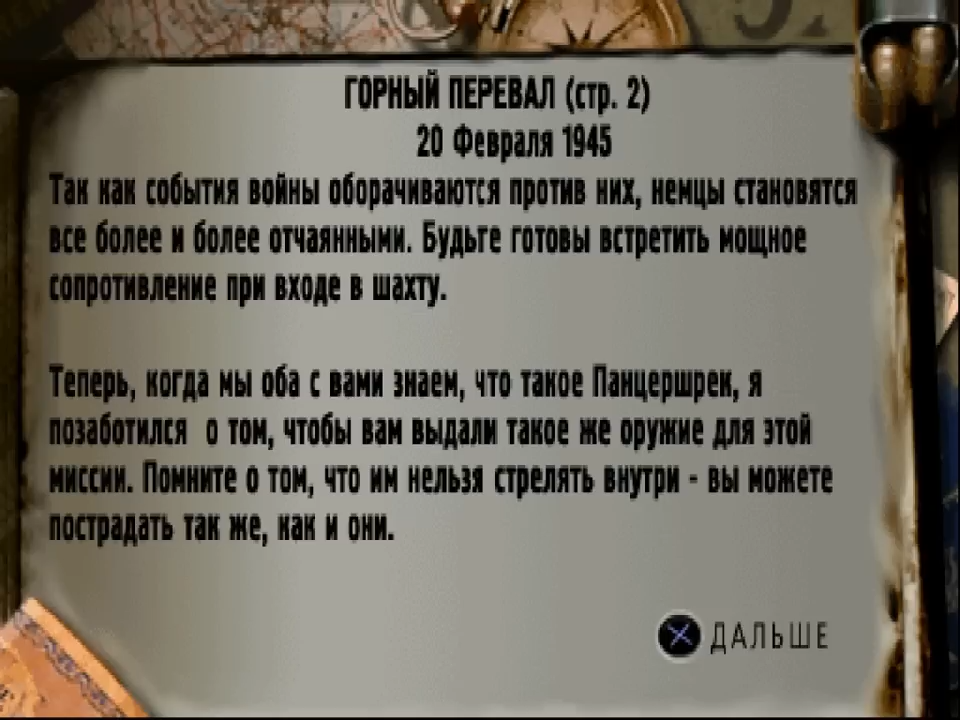 ГОРНЫЙ ПЕРЕВАЛ (стр. 2)
20 Февраля 1945
Так как события войны оборачиваются против них, немцы становятся
все более и более отчаянными. Будьге готовы встретить мощное
сопротивление при входе в шахту.
Теперь, когда мы оба с вами знаем, что такое Панцершрек, я
позаботился о том, чтобы вам выдали такое же оружие для этой
миссии. Помните о том, что им нельзя стрелять внутри - вы можете
пострадать так же, как и они.
ДАЛЬШЕ